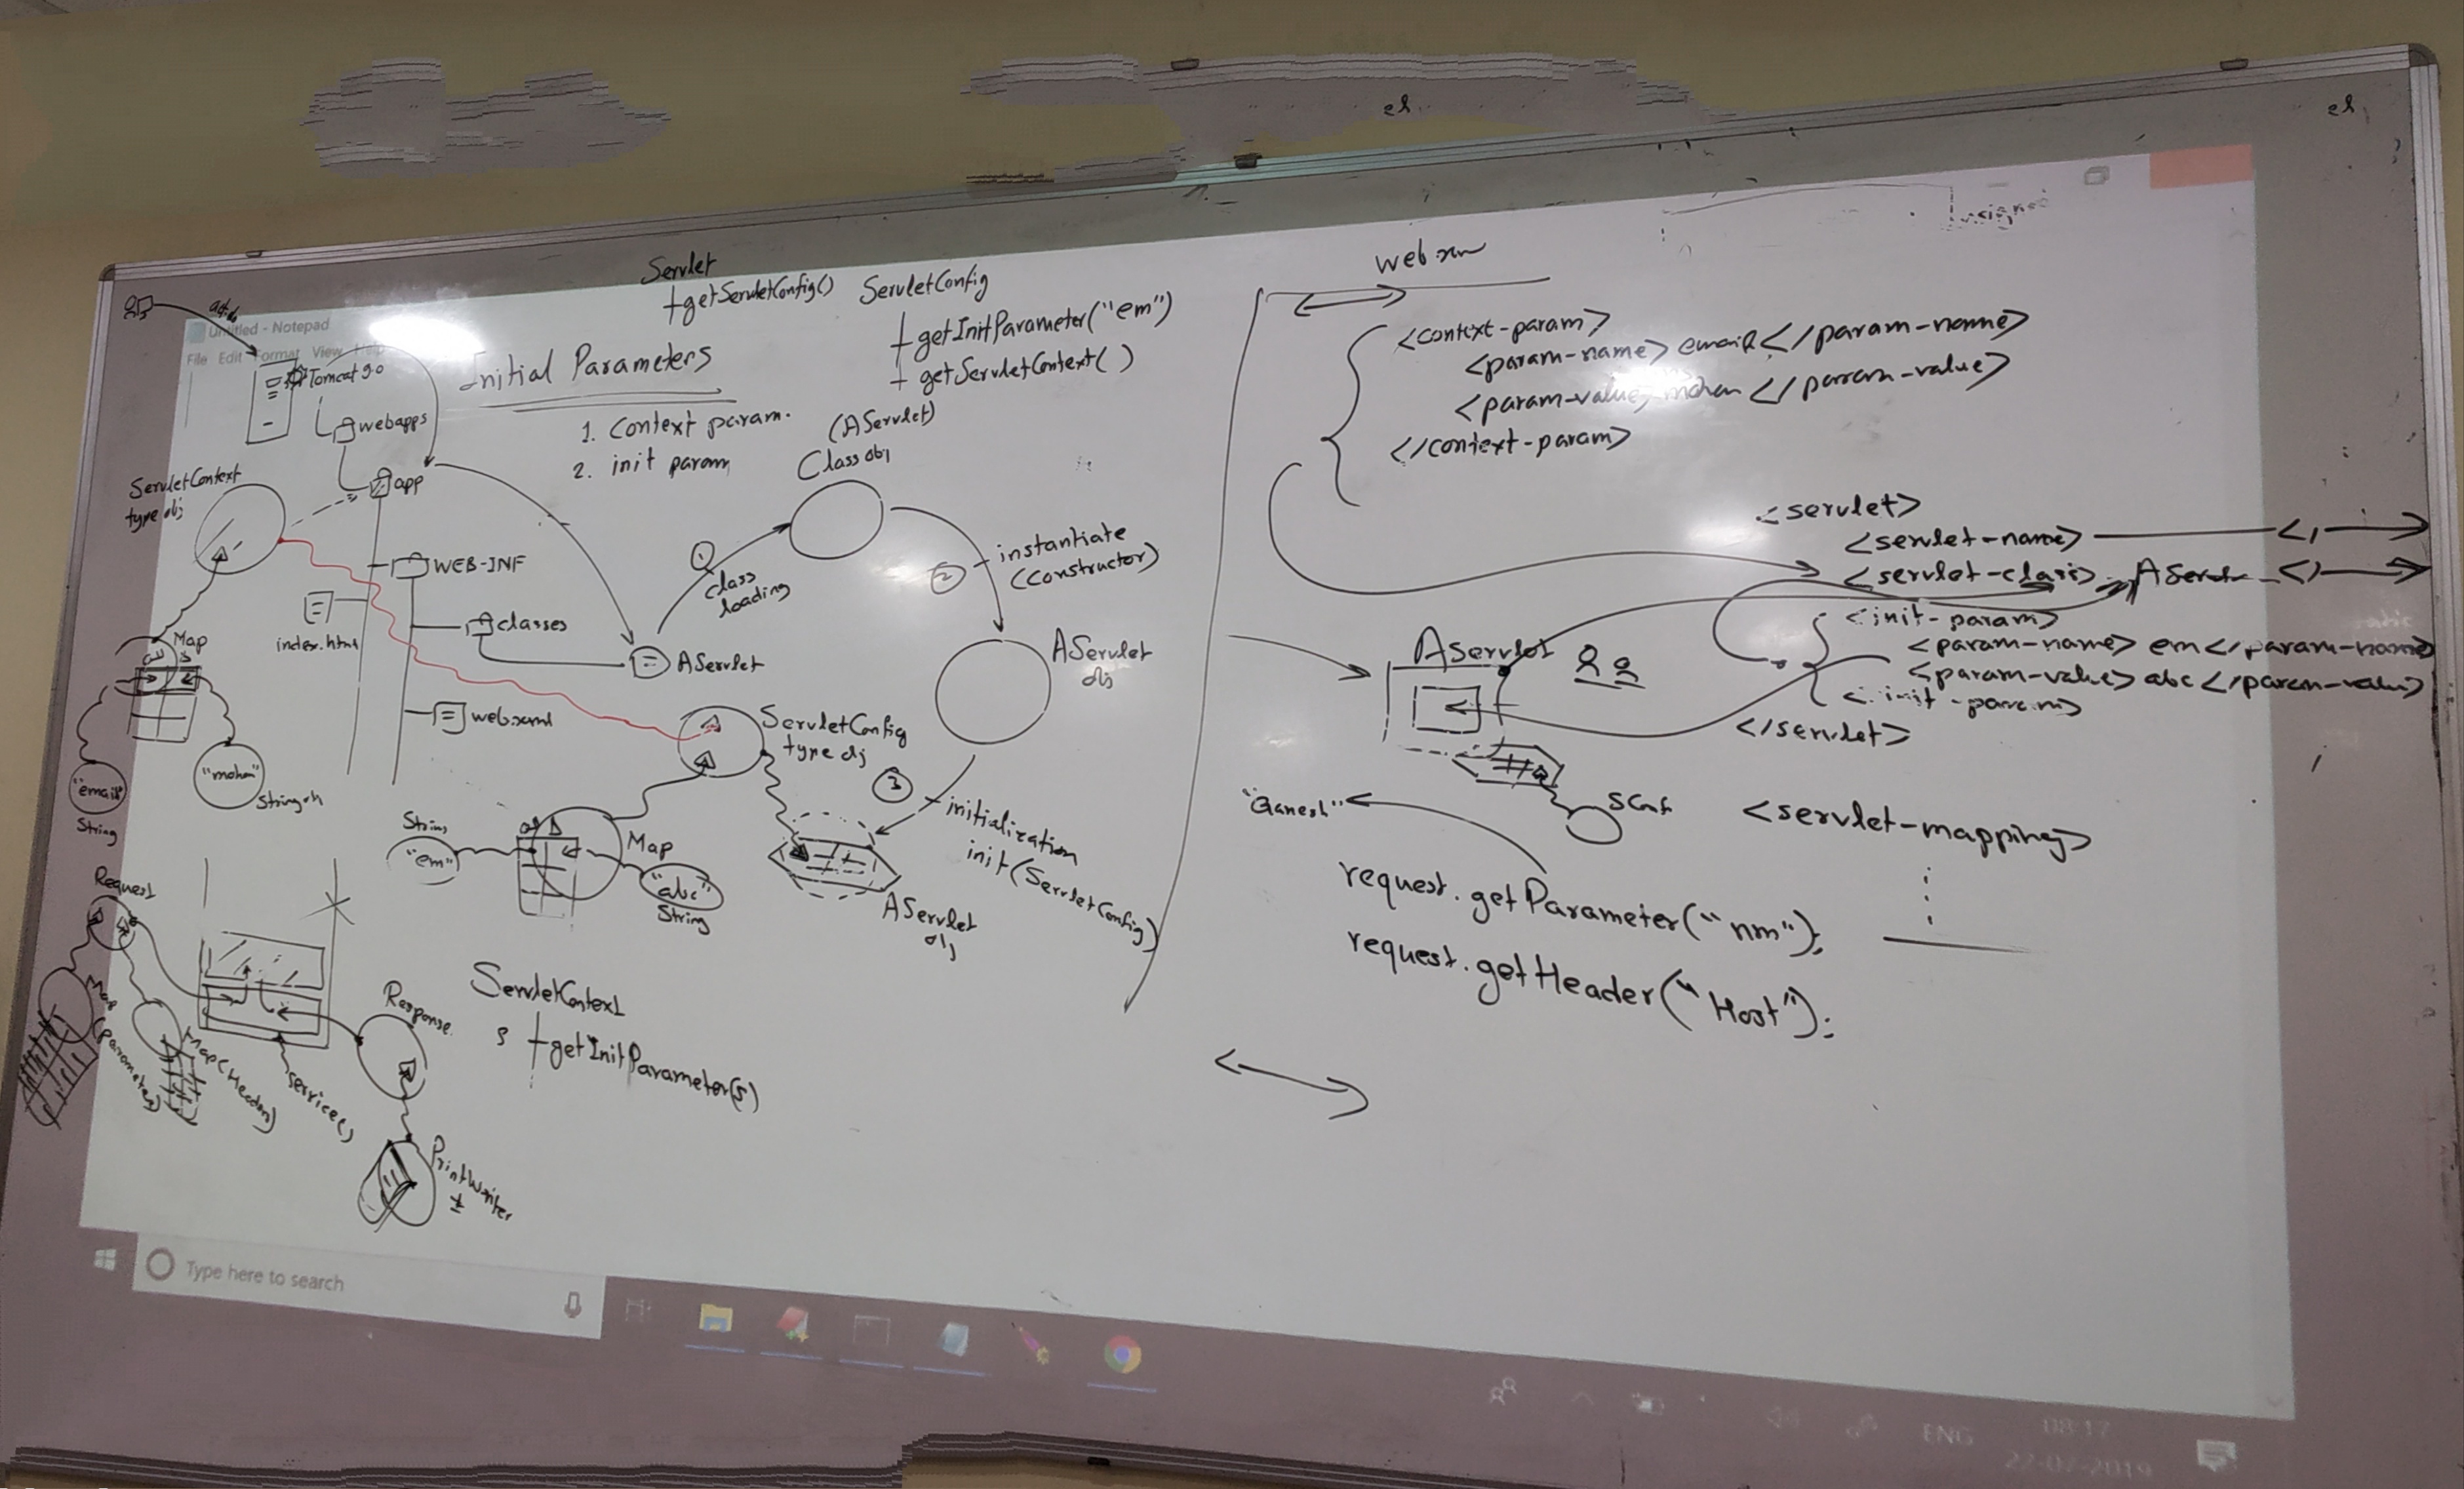 Servlet
+getServletConfig()
ServletConfig
+ getInitParameter("em")
+ getServletContext()
Untitled - Notepad
File Edit Format View Help
Tomcat 9.0
webapps
app
Initial Parameters
1. Context param.
2. init param
(AServlet)
Class obj
ServletContext
type obj
WEB-INF
index.html
classes
AServlet
web.xml
1
class
loading
2
instantiate
(Constructor)
AServlet
obj
ServletConfig
type obj
3
initialization
init(ServletConfig)
AServlet
obj
Map
"email"
String
"mohan"
String
"em"
Map
"abc"
String
Request
Map
(parameters)
Map(Headers)
service()
Response
PrintWriter
ServletContext
+getInitParameter(s)
web.xm
<context-param>
<param-name> email </param-name>
<param-value> mohan </param-value>
</context-param>
<servlet>
<servlet-name>
<servlet-class> AServlet
<init-param>
<param-name> em </param-name>
<param-value> abc </param-value>
<init-param>
</servlet>
AServlet
SConf
<servlet-mapping>
"Ganesh"
request.getParameter("nm");
request.getHeader("Host");
Type here to search
ENG
08:17
22-07-2019